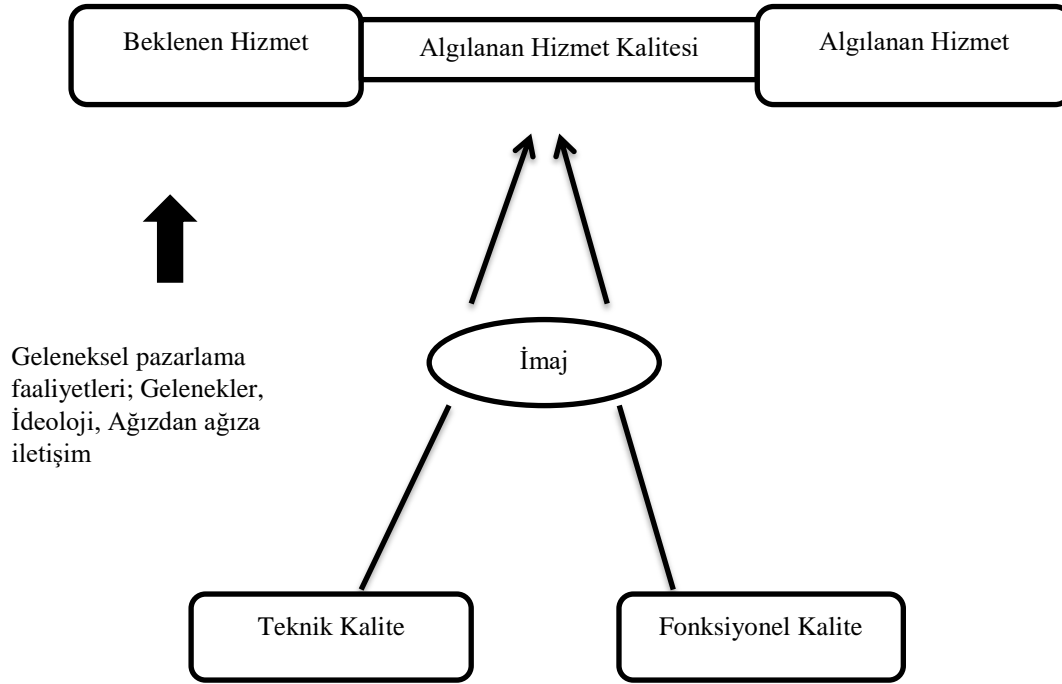 Beklenen Hizmet
Algılanan Hizmet Kalitesi
Algılanan Hizmet
Geleneksel pazarlama
faaliyetleri; Gelenekler,
İdeoloji, Ağızdan ağıza
iletişim
İmaj
Teknik Kalite
Fonksiyonel Kalite